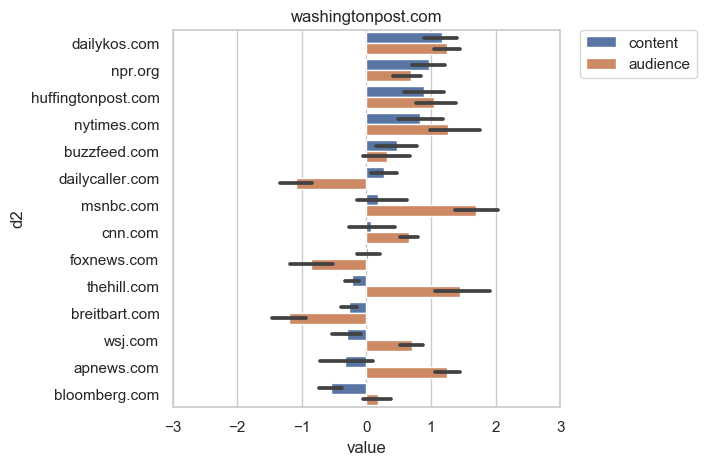 washingtonpost.com
content
audience
d2
dailykos.com
npr.org
huffingtonpost.com
nytimes.com
buzzfeed.com
dailycaller.com
msnbc.com
cnn.com
foxnews.com
thehill.com
breitbart.com
wsj.com
apnews.com
bloomberg.com
−3 −2 −1 0 1 2 3
value